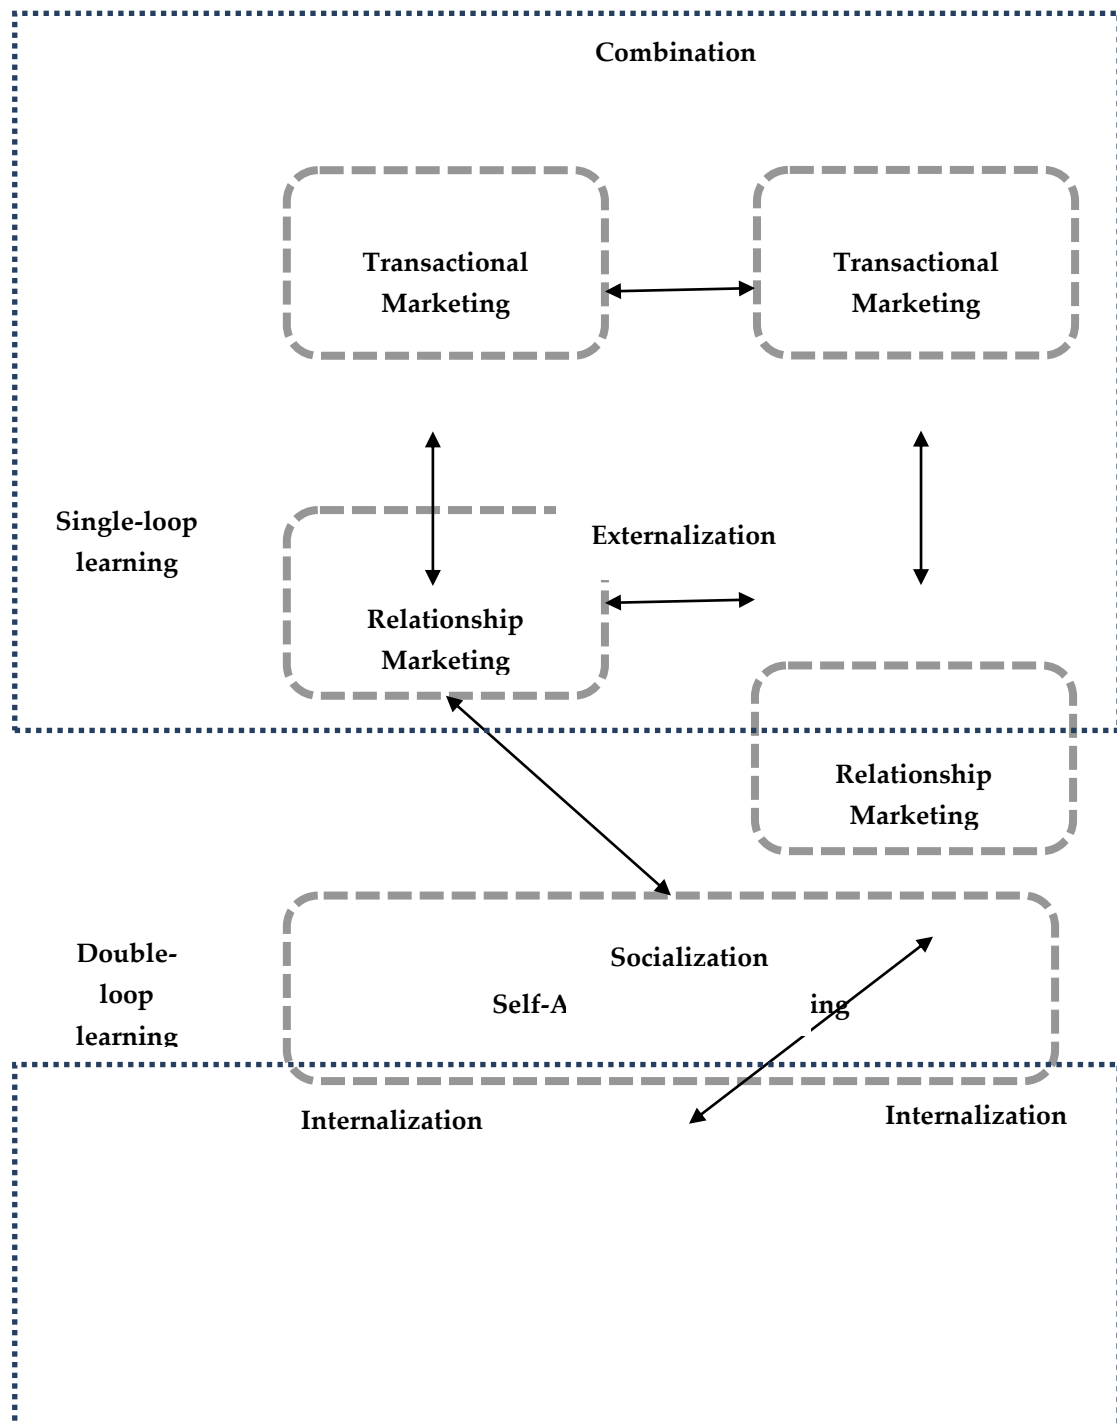 Combination
Transactional
Marketing
Transactional
Marketing
Single-loop
learning
Externalization
Relationship
Marketing
Relationship
Marketing
Double-
loop
learning
Socialization
Self-A
ing
Internalization
Internalization